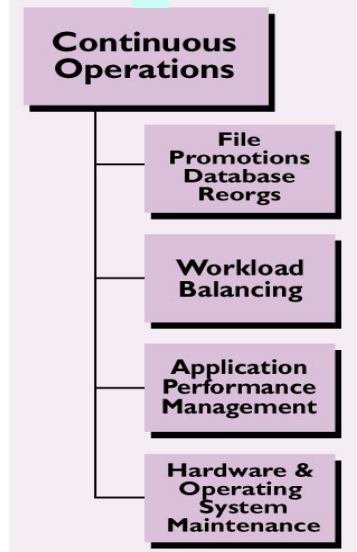 Continuous
Operations
File
Promotions
Database
Reorgs
Workload
Balancing
Application
Performance
Management
Hardware &
Operating
System
Maintenance